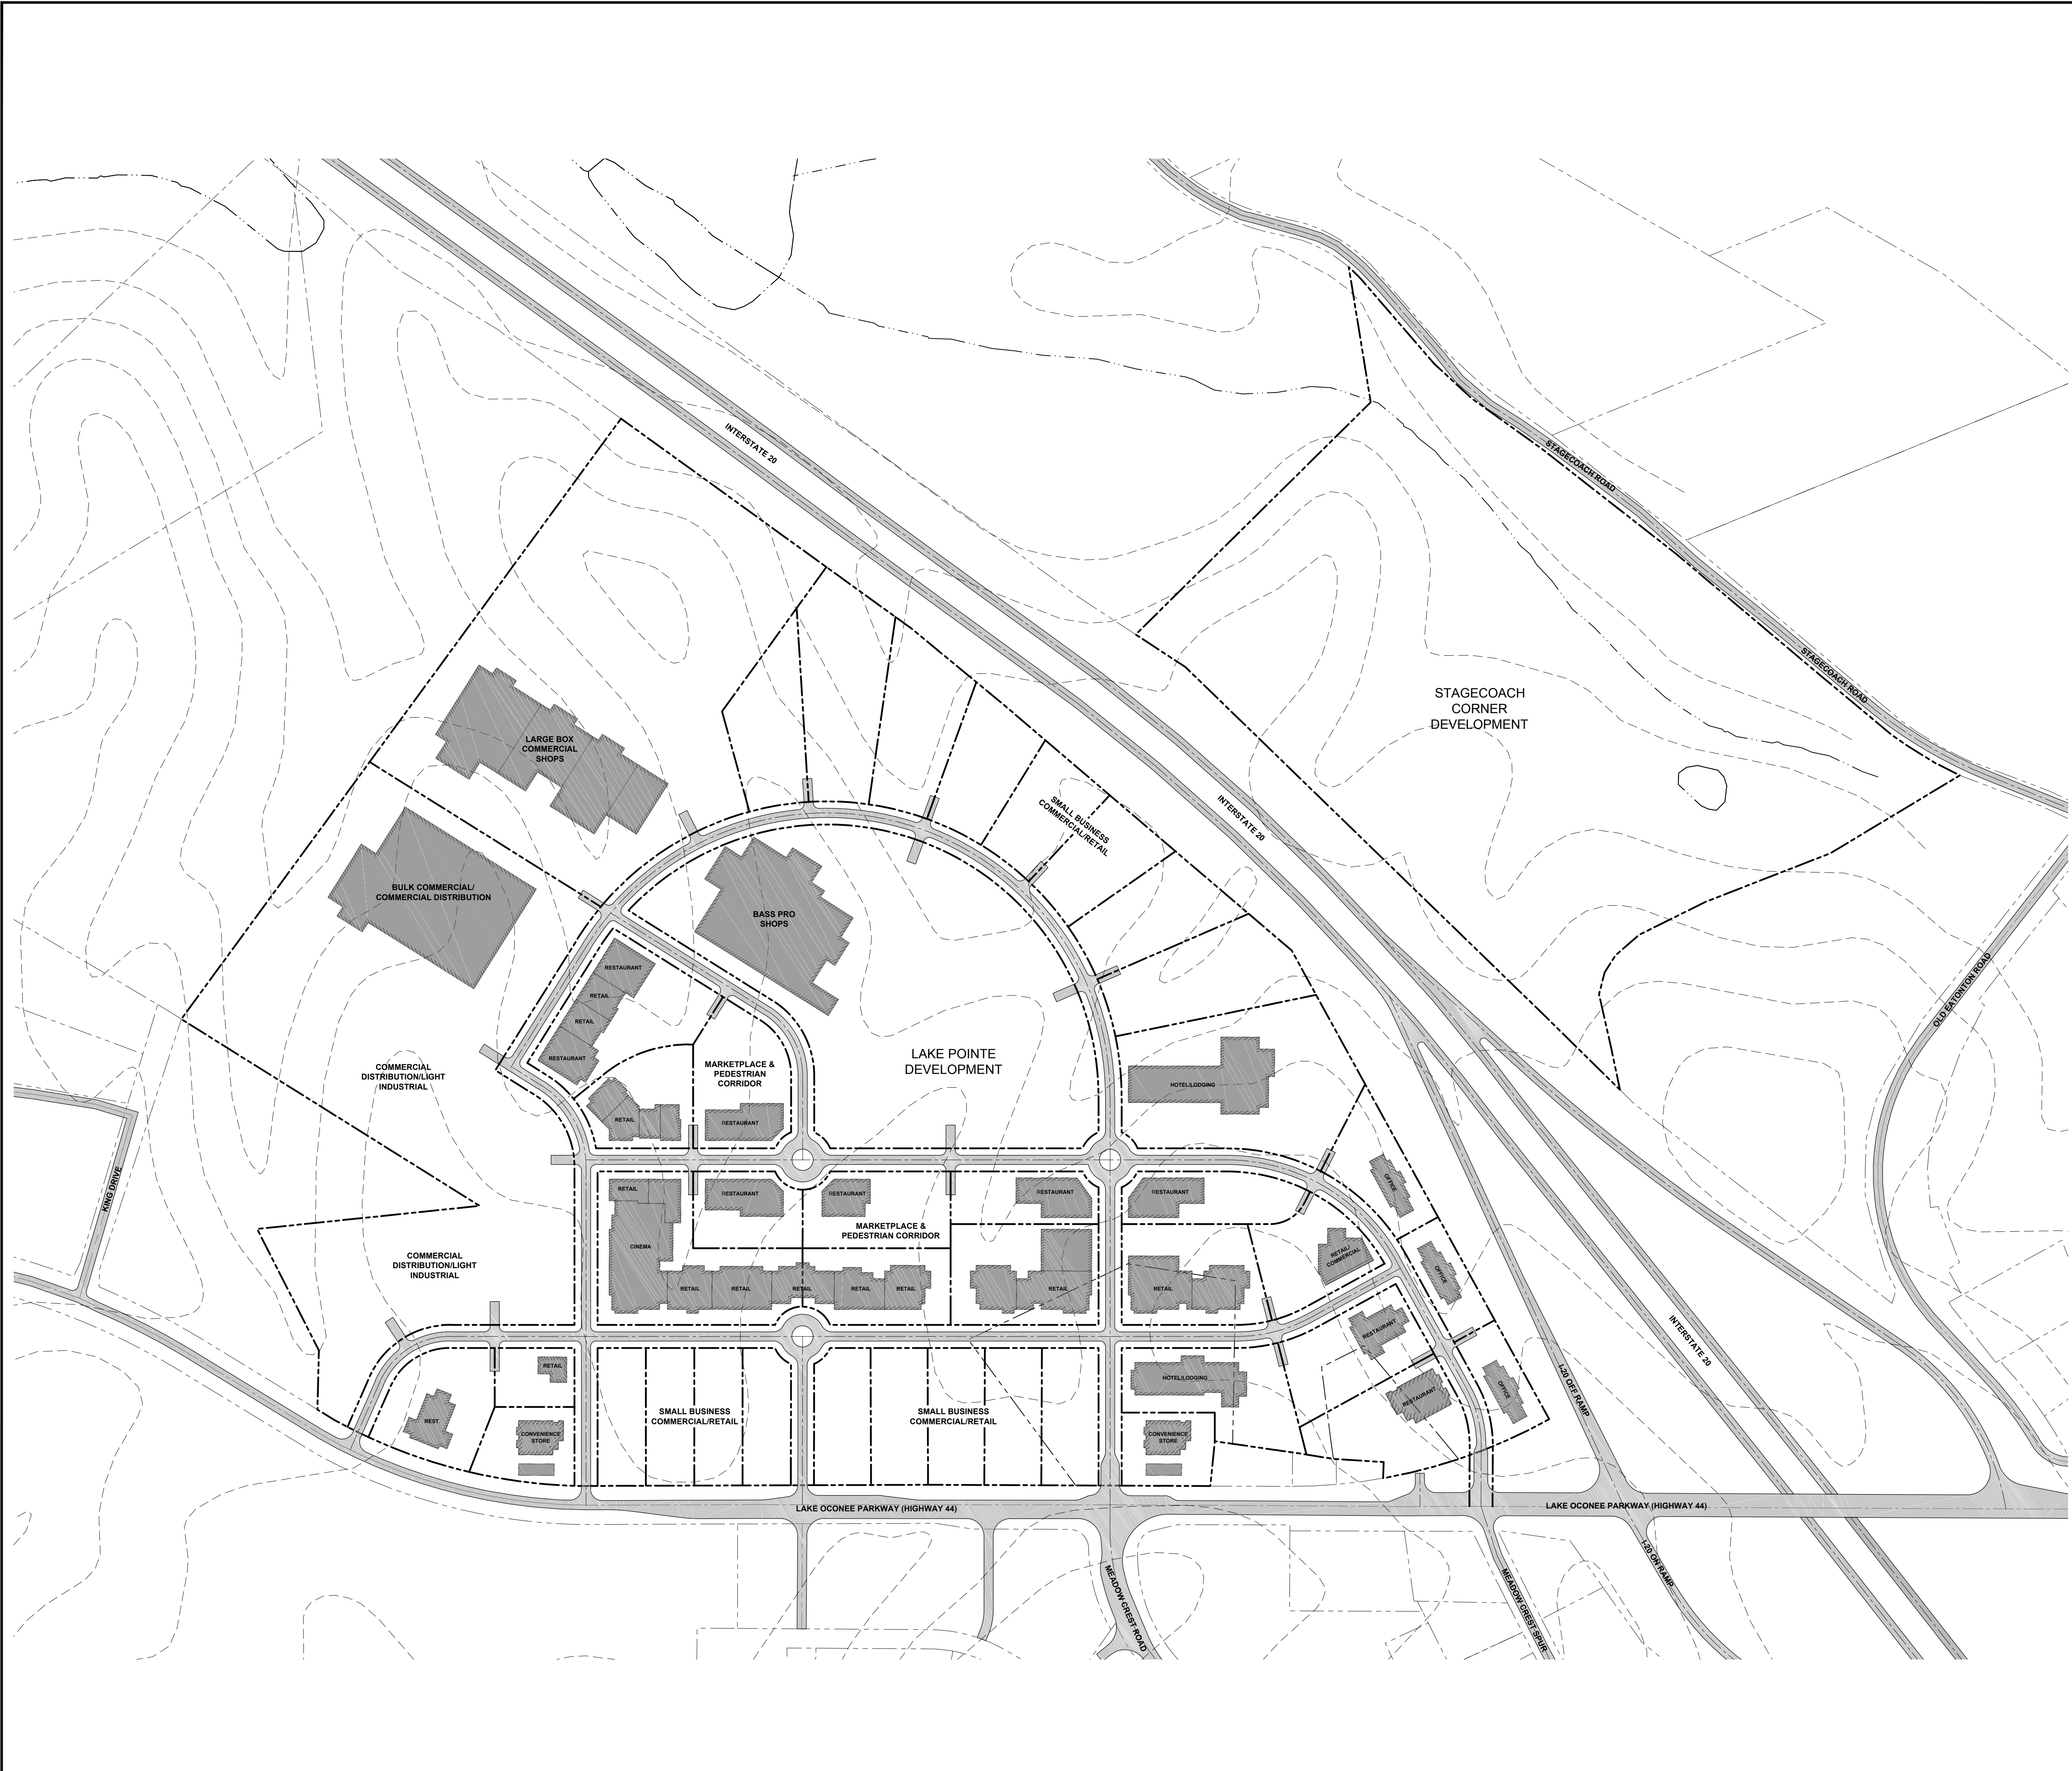 INTERSTATE 20
STAGECOACH ROAD
STAGECOACH ROAD
STAGECOACH
CORNER
DEVELOPMENT
LARGE BOX
COMMERCIAL
SHOPS
SMALL BUSINESS
COMMERCIAL/RETAIL
INTERSTATE 20
BULK COMMERCIAL/
COMMERCIAL DISTRIBUTION
BASS PRO
SHOPS
RESTAURANT
RETAIL
RETAIL
RESTAURANT
OLD EATONTON ROAD
LAKE POINTE
DEVELOPMENT
COMMERCIAL
DISTRIBUTION/LIGHT
INDUSTRIAL
MARKETPLACE &
PEDESTRIAN
CORRIDOR
HOTEL/LODGING
RETAIL
RESTAURANT
KING DRIVE
RETAIL
RESTAURANT
RESTAURANT
RESTAURANT
RESTAURANT
OFFICE
MARKETPLACE &
PEDESTRIAN CORRIDOR
CINEMA
RETAIL/
COMMERCIAL
COMMERCIAL
DISTRIBUTION/LIGHT
INDUSTRIAL
OFFICE
RETAIL
RETAIL
RETAIL
RETAIL
RETAIL
RETAIL
RETAIL
RESTAURANT
INTERSTATE 20
RETAIL
HOTEL/LODGING
OFFICE
I-20 OFF RAMP
RESTAURANT
REST
SMALL BUSINESS
COMMERCIAL/RETAIL
SMALL BUSINESS
COMMERCIAL/RETAIL
CONVENIENCE
STORE
CONVENIENCE
STORE
LAKE OCONEE PARKWAY (HIGHWAY 44)
LAKE OCONEE PARKWAY (HIGHWAY 44)
I-20 ON RAMP
MEADOW CREST ROAD
MEADOW CREST SPUR